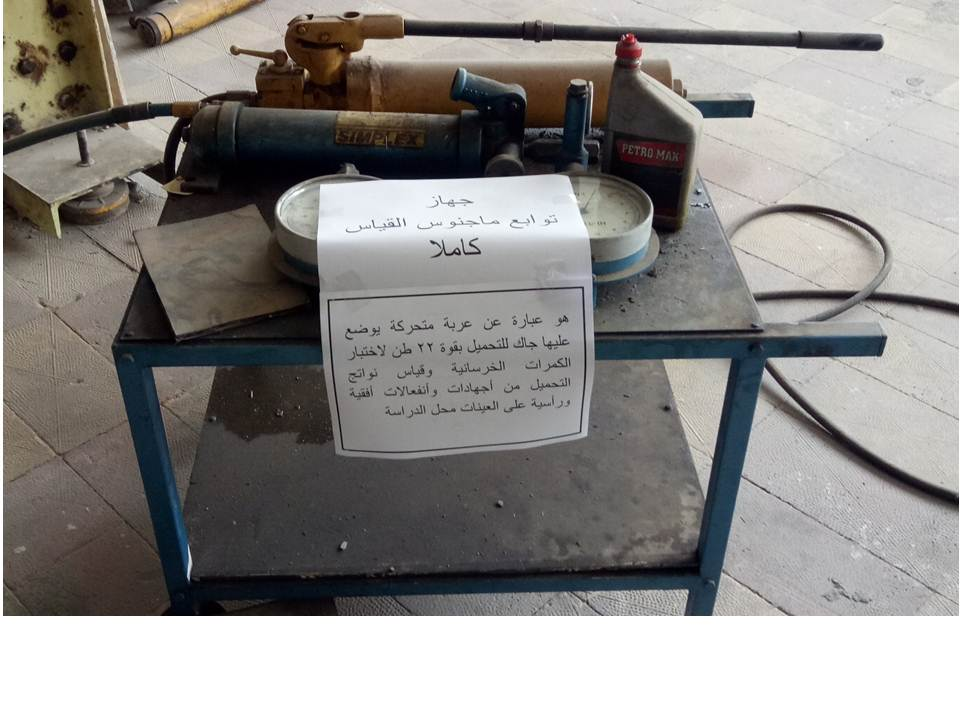 SIMPLEX
PETRO MAX
جهاز
توابع ماجنوس القياس
كاملا
هو عبارة عن عربة متحركة يوضع
عليها جاك للتحميل بقوة ٢٢ طن لاختبار
الكمرات الخرسانية وقياس نواتج
التحميل من أجهادات وأنفعالات أفقية
ورأسية على العينات محل الدراسة